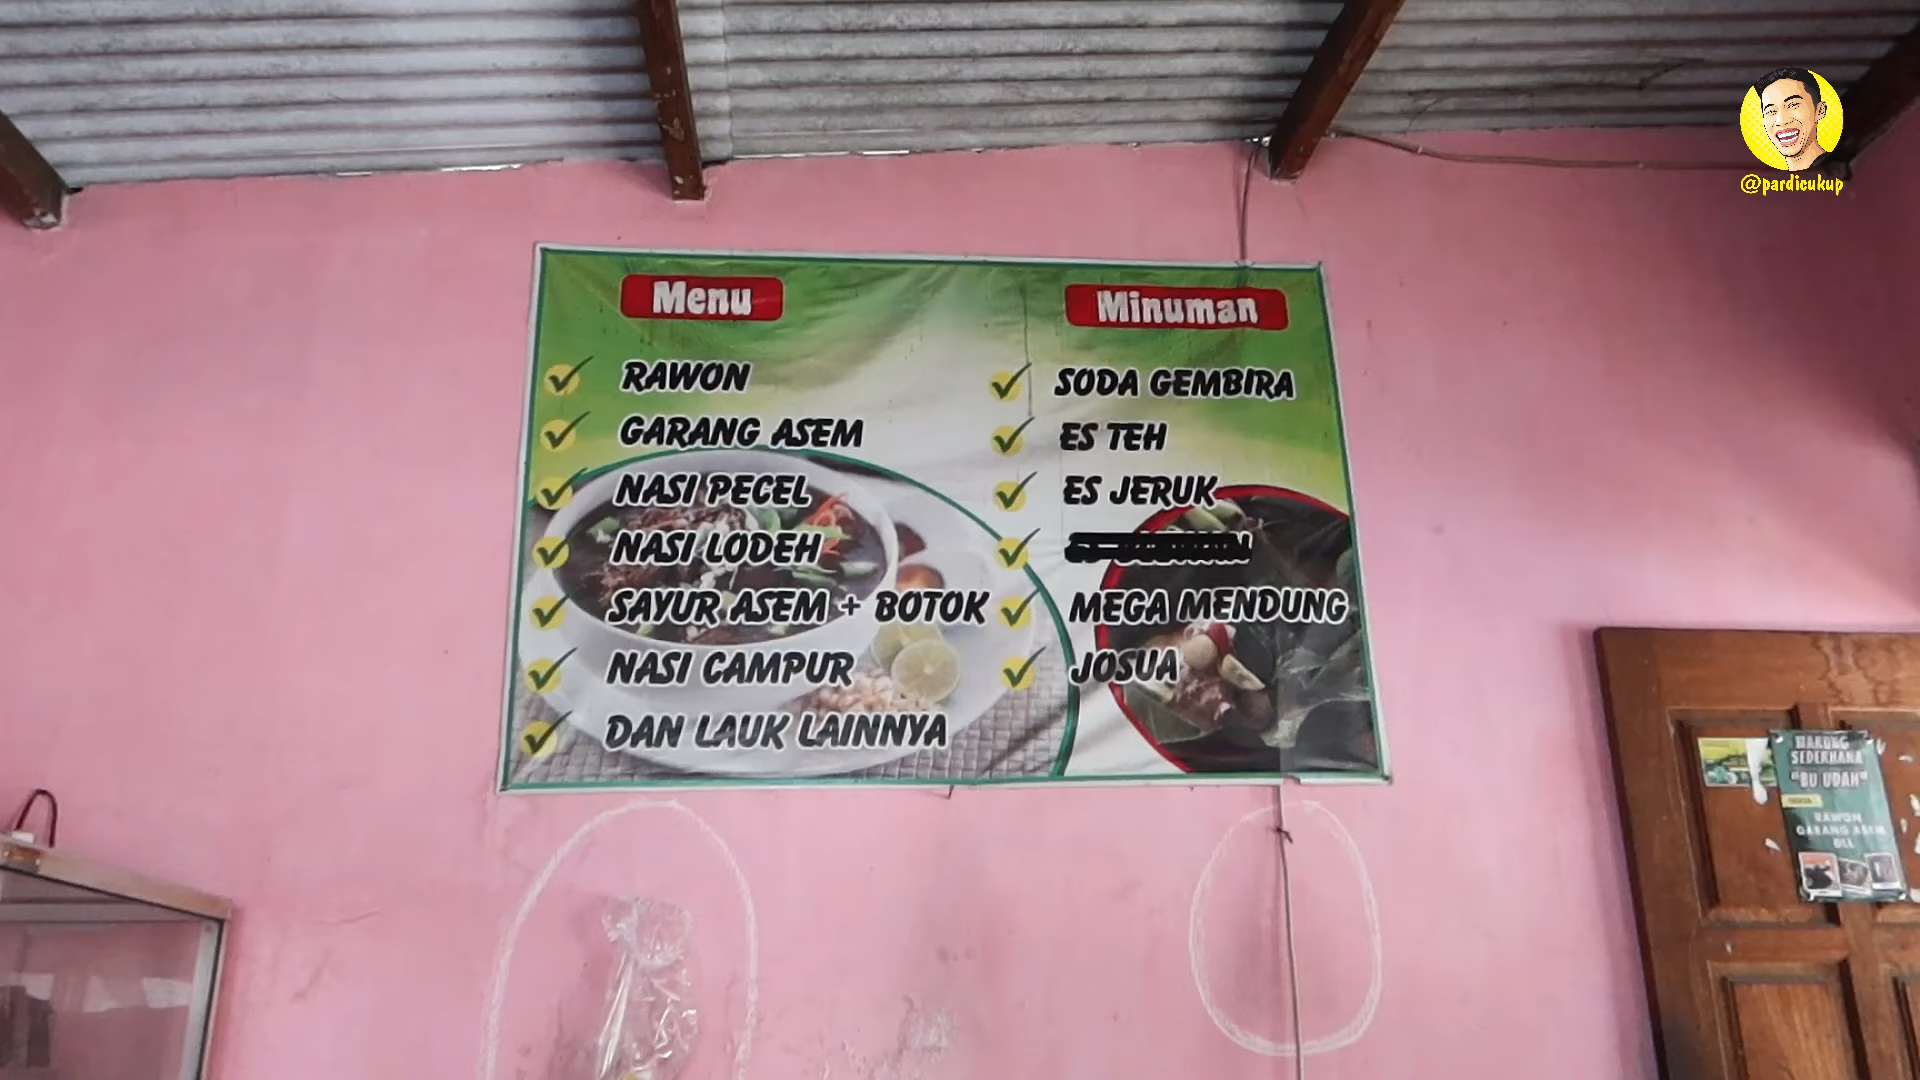 @pardicukup
Menu
RAWON
GARANG ASEM
NASI PECEL
NASI LODEH
SAYUR ASEM + BOTOK
NASI CAMPUR
DAN LAUK LAINNYA
Minuman
SODA GEMBIRA
ES TEH
ES JERUK
ES
MEGA MENDUNG
JOSUA
WARUNG
SEDERHANA
"BU UDAH"
RAWON
GARANG ASEM
DLL